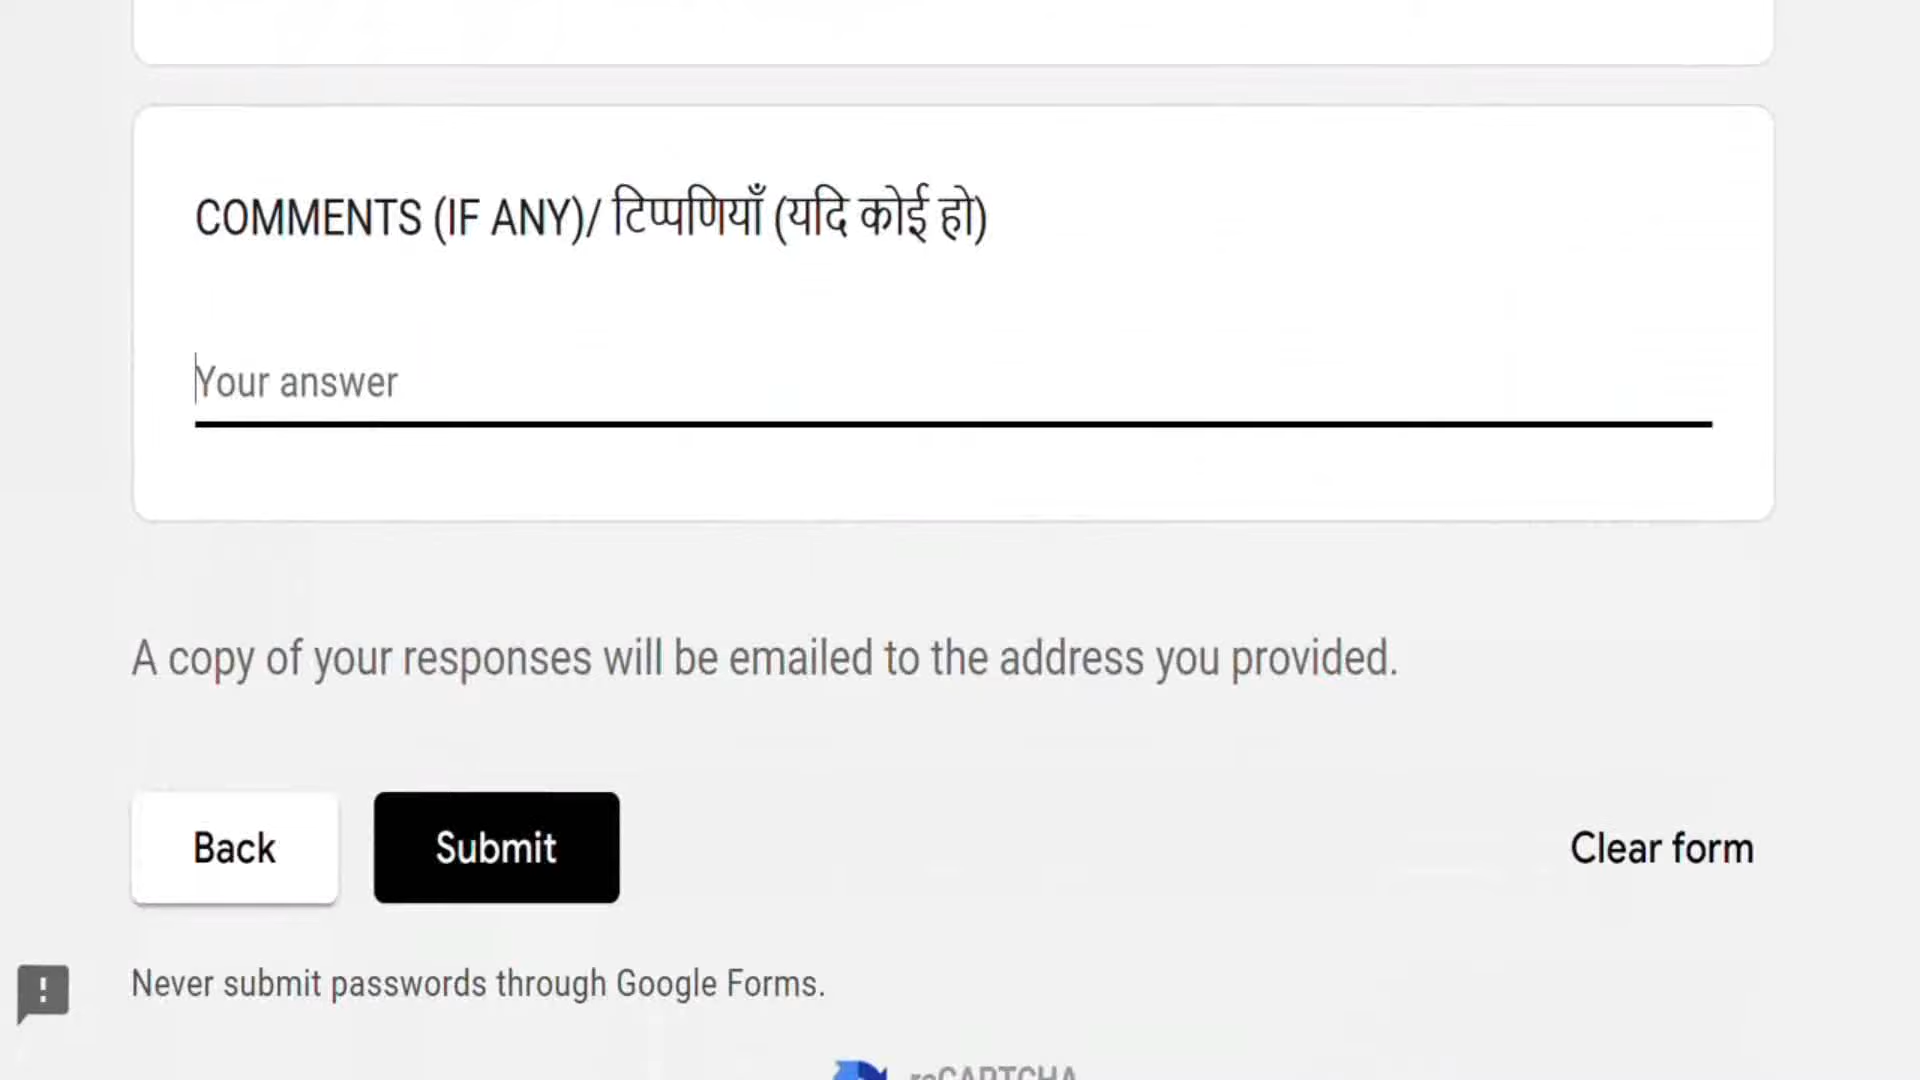 COMMENTS (IF ANY)/ टिप्पणियाँ (यदि कोई हो)
Your answer
A copy of your responses will be emailed to the address you provided.
Back
Submit
Clear form
Never submit passwords through Google Forms.
reCAPTCHA